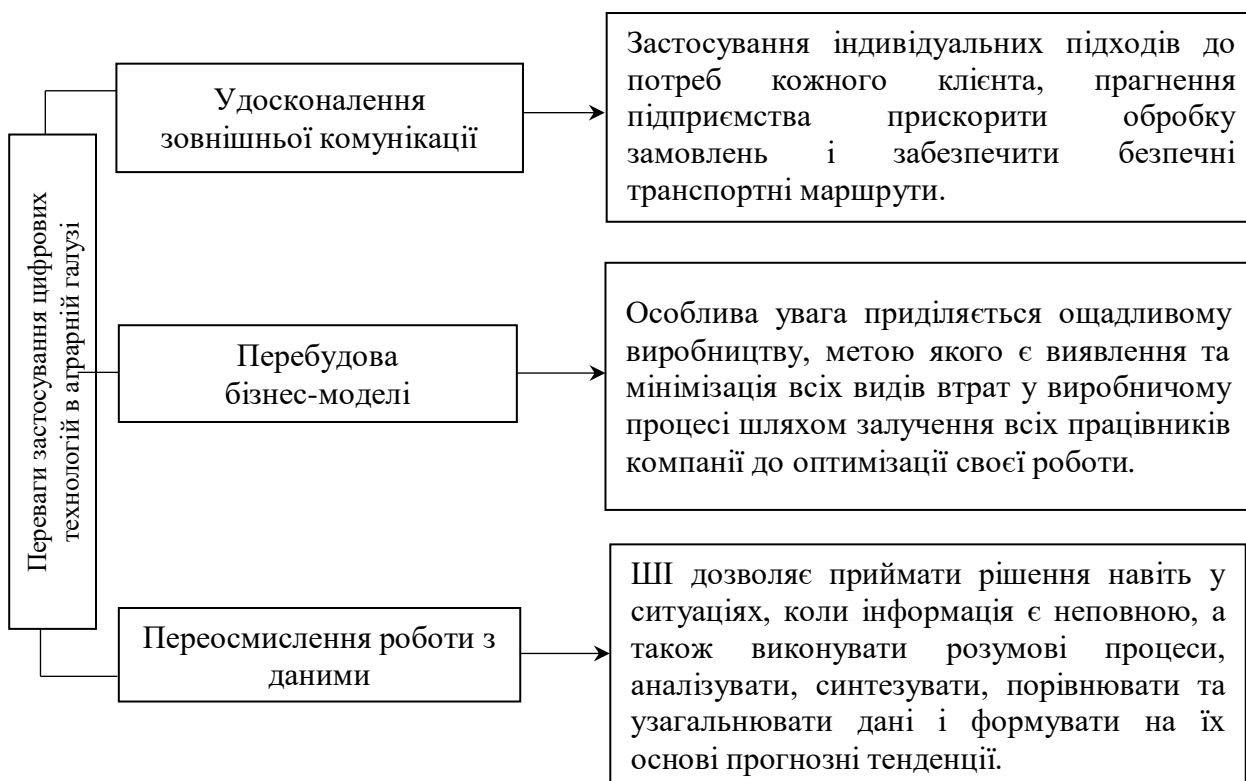 Переваги застосування цифрових
технологій в аграрній галузі
Удосконалення
зовнішньої комунікації
Застосування індивідуальних підходів до
потреб кожного клієнта, прагнення
підприємства прискорити обробку
замовлень і забезпечити безпечні
транспортні маршрути.
Перебудова
бізнес-моделі
Особлива увага приділяється ощадливому
виробництву, метою якого є виявлення та
мінімізація всіх видів втрат у виробничому
процесі шляхом залучення всіх працівників
компанії до оптимізації своєї роботи.
Переосмислення роботи з
даними
ШІ дозволяє приймати рішення навіть у
ситуаціях, коли інформація є неповною, а
також виконувати розумові процеси,
аналізувати, синтезувати, порівнювати та
узагальнювати дані і формувати на їх
основі прогнозні тенденції.